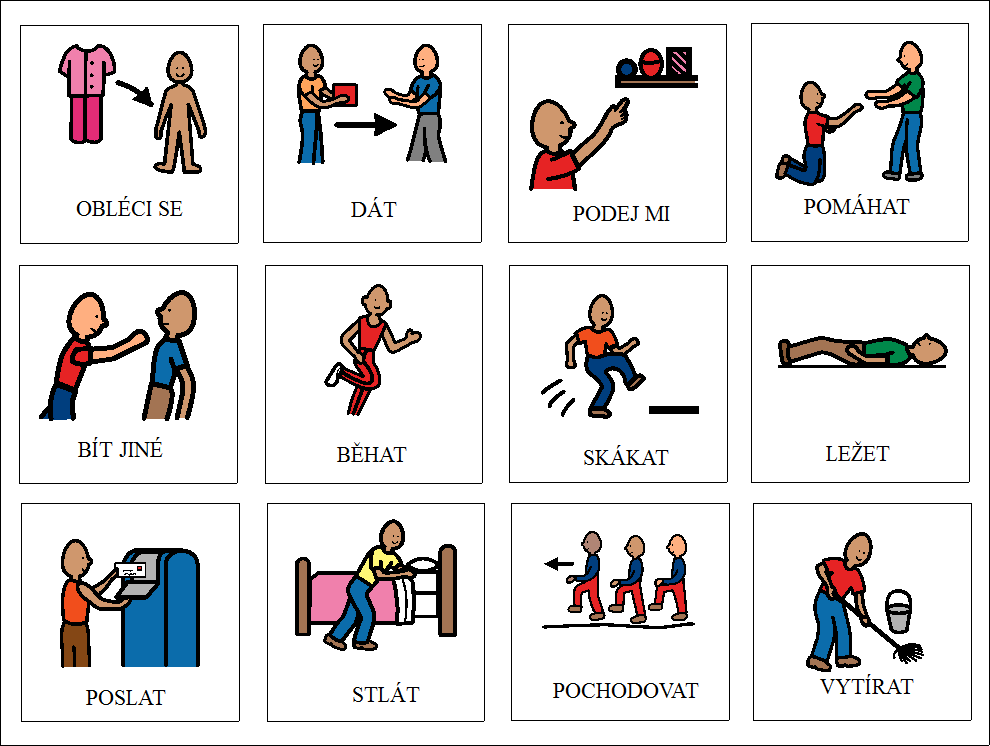 OBLÉCI SE
DÁT
PODEJ MI
POMÁHAT
BÍT JINÉ
BĚHAT
SKÁKAT
LEŽET
POSLAT
STLÁT
POCHODOVAT
VYTÍRAT